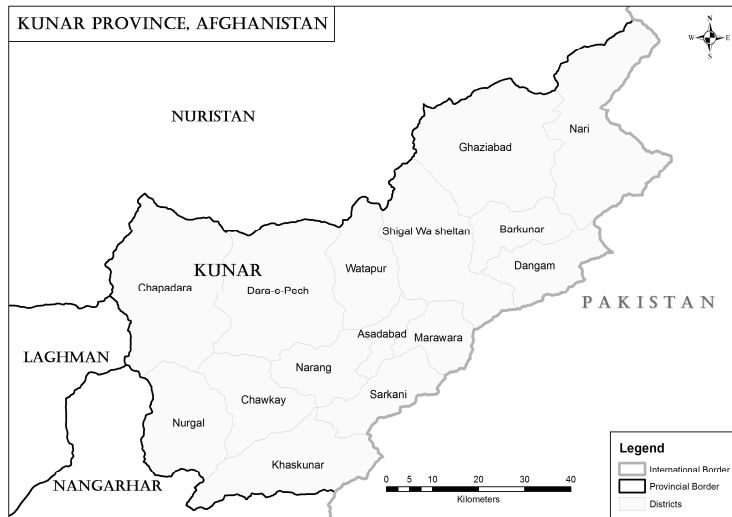 KUNAR PROVINCE, AFGHANISTAN
N
W E
S
NURISTAN
Nari
Ghaziabad
Shigal Wa sheltan
Barkunar
KUNAR
Watapur
Dangam
Chapadara
Dara-e-Pech
PAKISTAN
Asadabad
Marawara
LAGHMAN
Narang
Sarkani
Chawkay
Nurgal
Khaskunar
NANGARHAR
0 5 10 20 30 40
Kilometers
Legend
International Border
Provincial Border
Districts